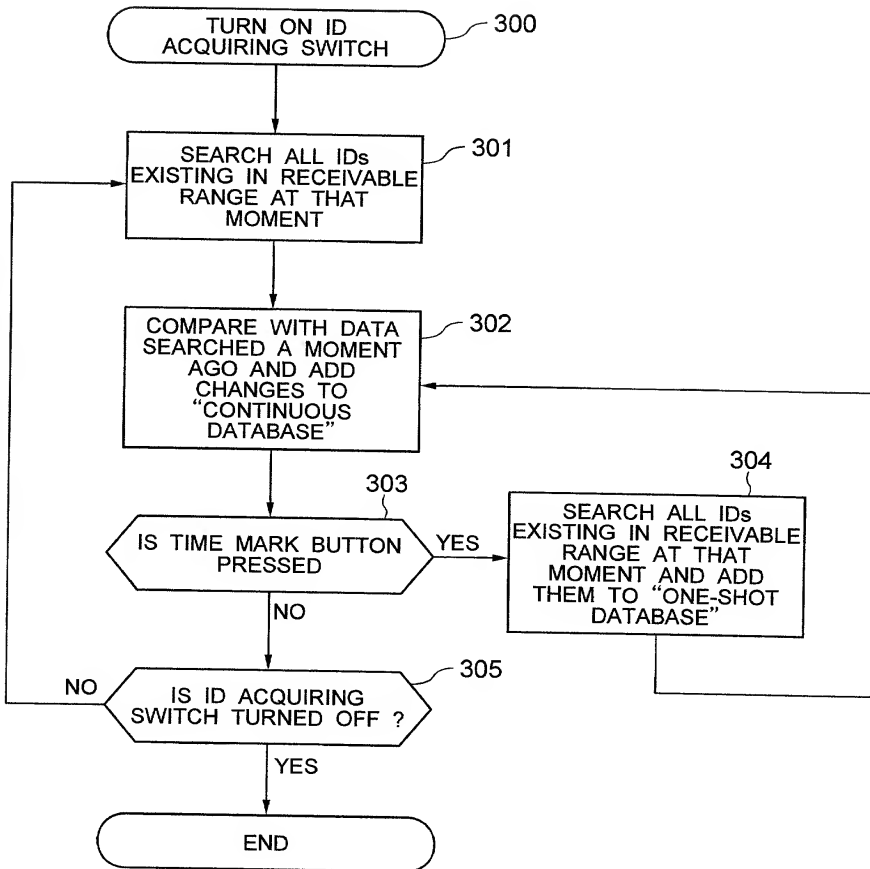 TURN ON ID
ACQUIRING SWITCH
300
SEARCH ALL IDs
EXISTING IN RECEIVABLE
RANGE AT THAT
MOMENT
301
COMPARE WITH DATA
SEARCHED A MOMENT
AGO AND ADD
CHANGES TO
“CONTINUOUS
DATABASE”
302
303
IS TIME MARK BUTTON
PRESSED
YES
NO
304
SEARCH ALL IDs
EXISTING IN RECEIVABLE
RANGE AT THAT
MOMENT AND ADD
THEM TO “ONE-SHOT
DATABASE”
305
NO
IS ID ACQUIRING
SWITCH TURNED OFF ?
YES
END